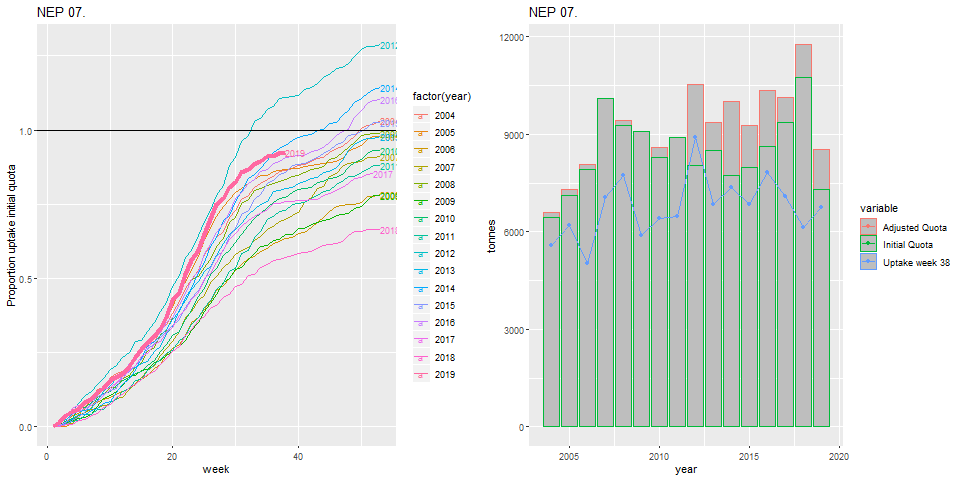 NEP 07.
Proportion uptake initial quota
1.0
0.5
0.0
0
20
40
week
2012
2014
2016
2015
2010
2017
2018
2019
factor(year)
a 2004
a 2005
a 2006
a 2007
a 2008
a 2009
a 2010
a 2011
a 2012
a 2013
a 2014
a 2015
a 2016
a 2017
a 2018
a 2019
NEP 07.
tonnes
12000
9000
6000
3000
0
2005
2010
2015
2020
year
variable
Adjusted Quota
Initial Quota
Uptake week 38